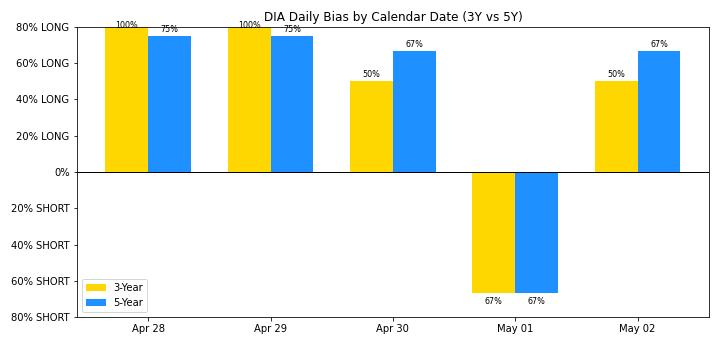 DIA Daily Bias by Calendar Date (3Y vs 5Y)
80% LONG
60% LONG
40% LONG
20% LONG
0%
20% SHORT
40% SHORT
60% SHORT
80% SHORT
100%
75%
100%
75%
50%
67%
67%
67%
50%
67%
3-Year
5-Year
Apr 28
Apr 29
Apr 30
May 01
May 02